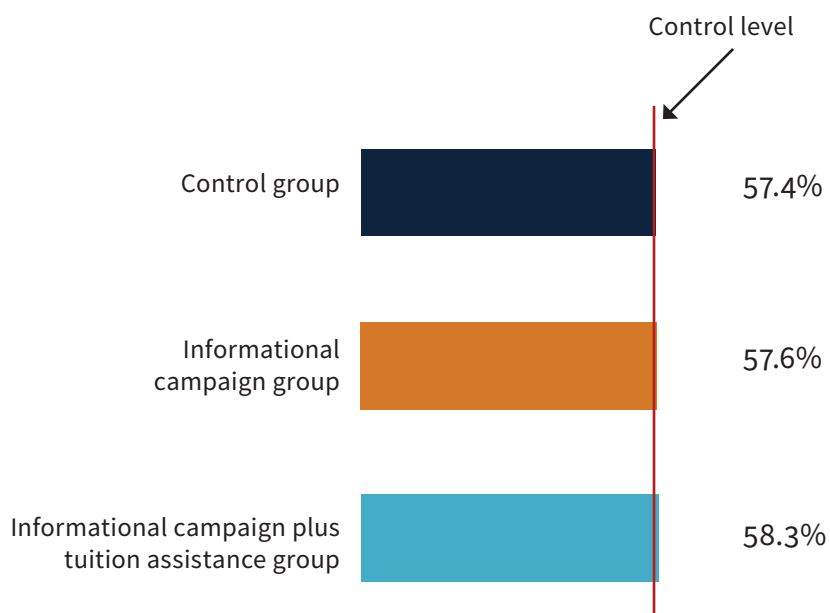 Control level
Control group
57.4%
Informational
campaign group
57.6%
Informational campaign plus
tuition assistance group
58.3%